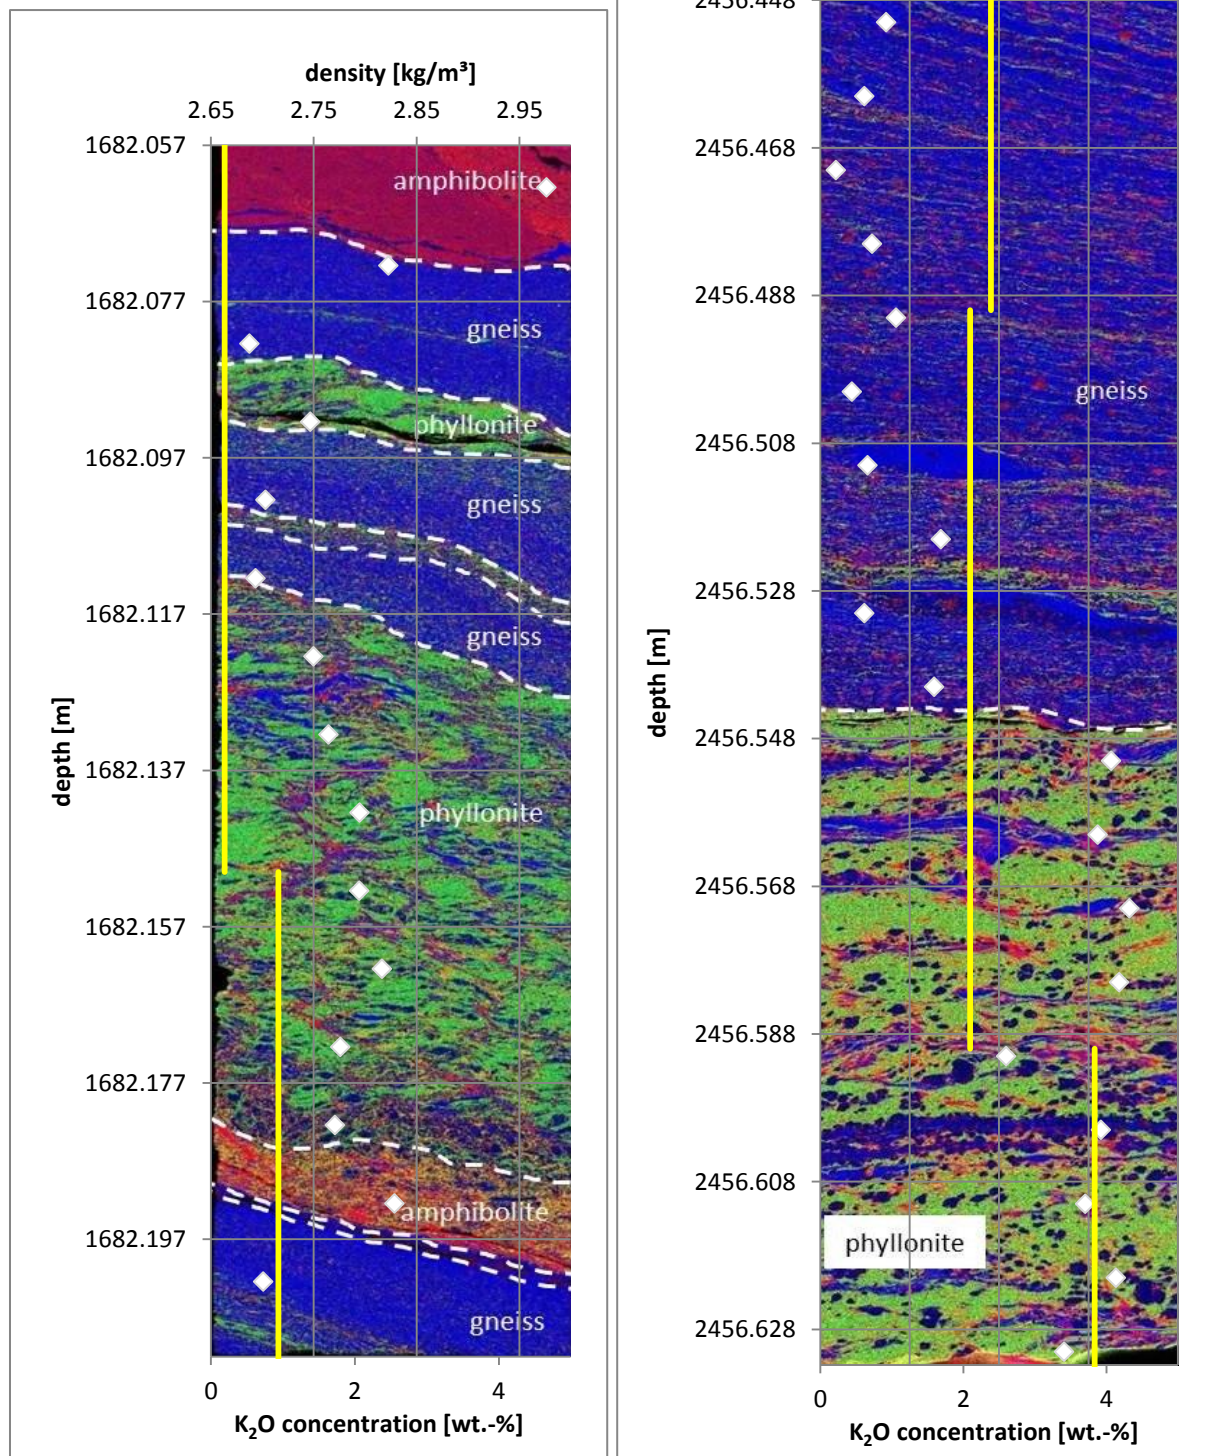 density [kg/m³]
2.65 2.75 2.85 2.95
1682.057
amphibolite
1682.077
gneiss
phyllonite
1682.097
gneiss
1682.117
gneiss
depth [m]
1682.137
phyllonite
1682.157
1682.177
1682.197
amphibolite
gneiss
0 2 4
K₂O concentration [wt.-%]
2456.448
2456.468
2456.488
gneiss
2456.508
2456.528
depth [m]
2456.548
2456.568
2456.588
2456.608
phyllonite
2456.628
0 2 4
K₂O concentration [wt.-%]